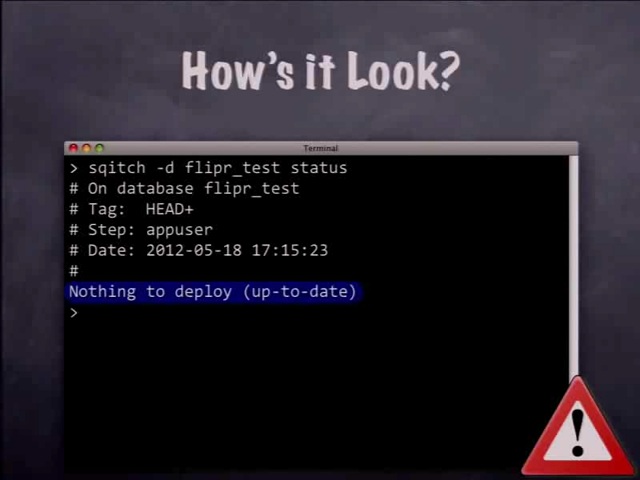 How's it Look?
Terminal
> sqitch -d flipr_test status
# On database flipr_test
# Tag:  HEAD+
# Step: appuser
# Date: 2012-05-18 17:15:23
#
Nothing to deploy (up-to-date)
>
!